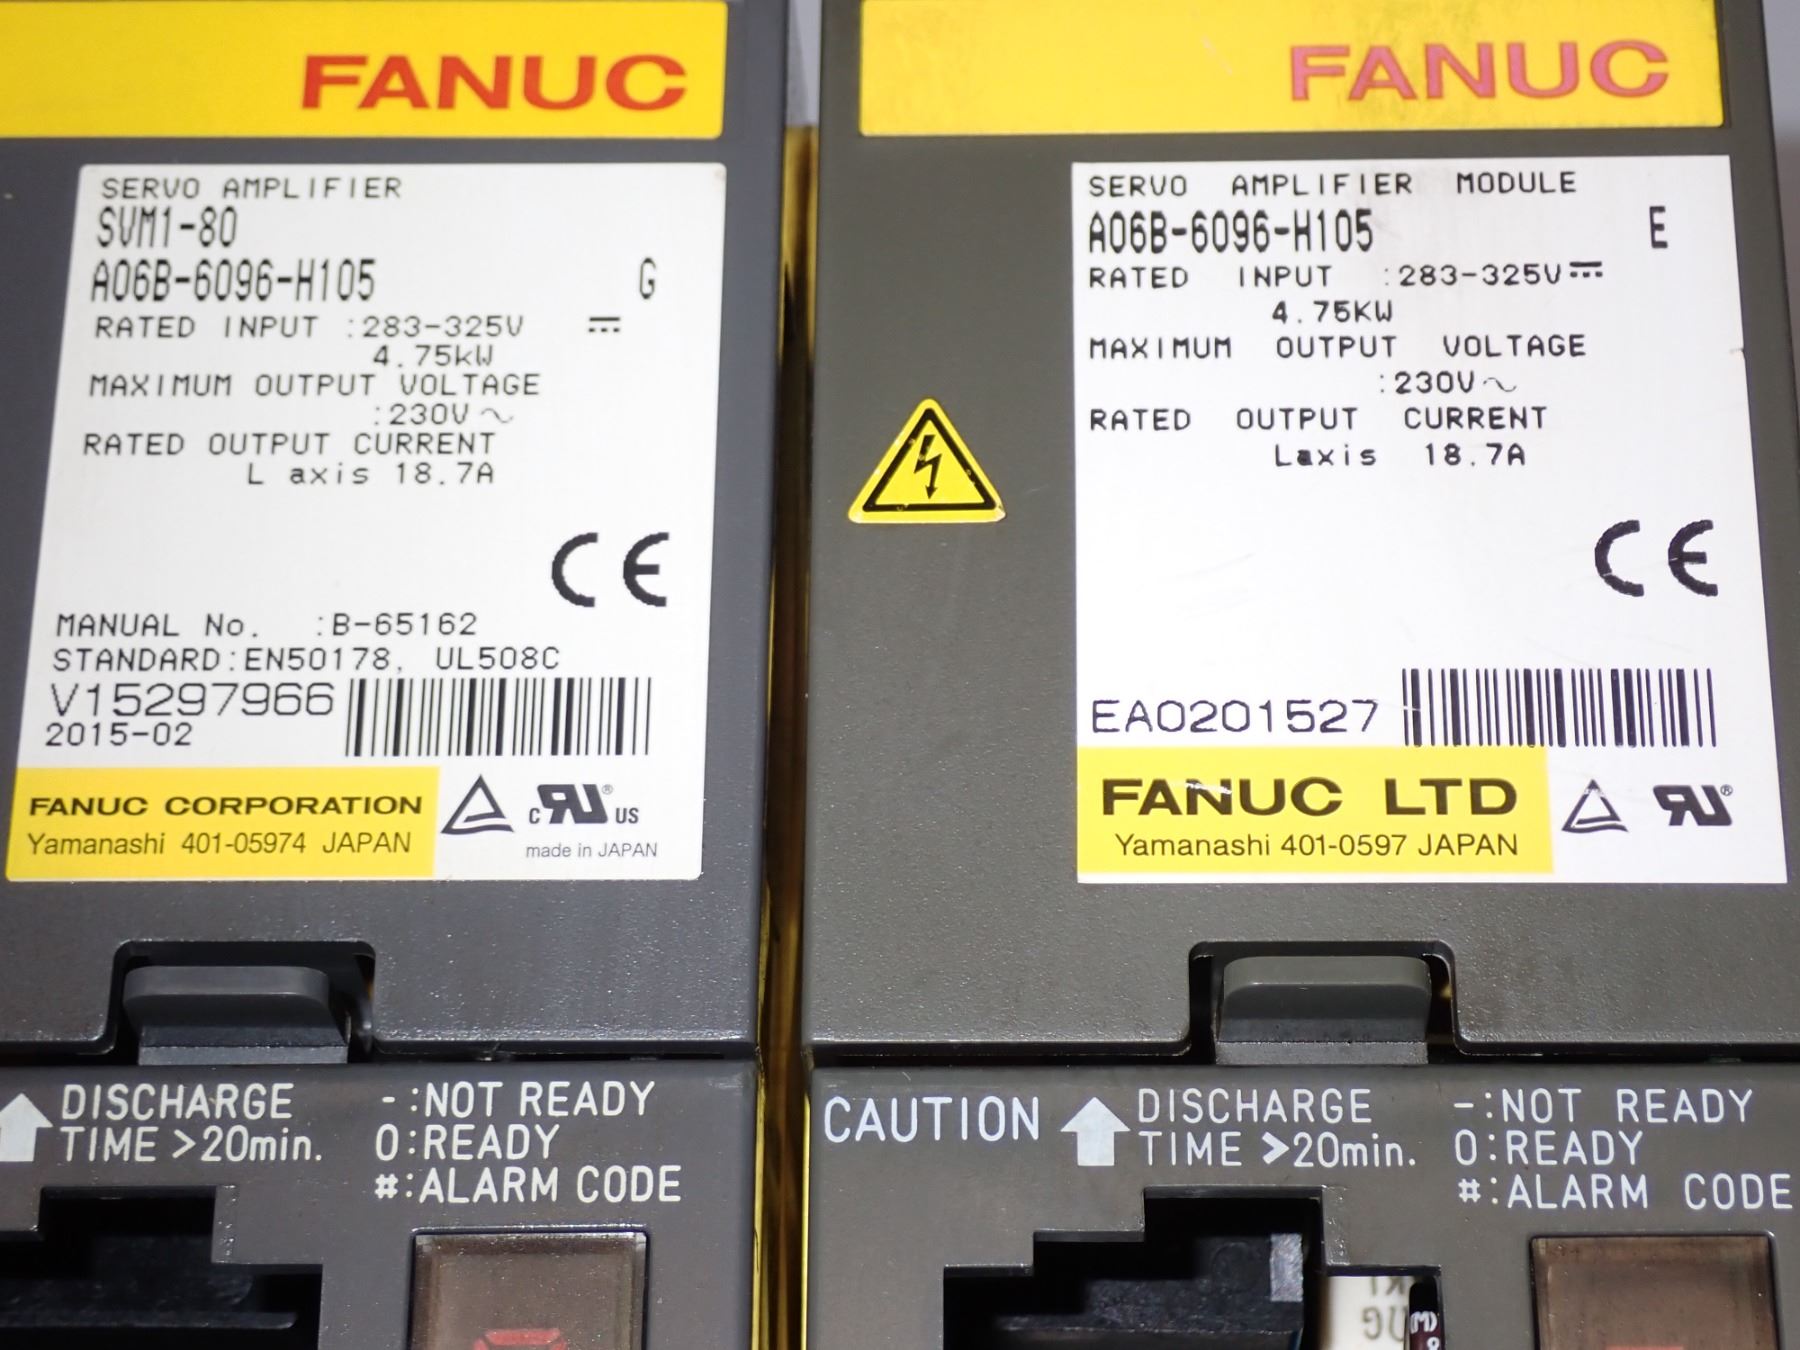 FANUC
SERVO AMPLIFIER
SVM1-80
A06B-6096-H105 G
RATED INPUT :283-325V ⎓
4.75kW
MAXIMUM OUTPUT VOLTAGE
:230V～
RATED OUTPUT CURRENT
L axis 18.7A
CE
MANUAL No. :B-65162
STANDARD:EN50178, UL508C
V15297966
2015-02
FANUC CORPORATION
Yamanashi 401-05974 JAPAN
c RU ® US
made in JAPAN
DISCHARGE
TIME >20min.
-:NOT READY
0:READY
#:ALARM CODE
FANUC
SERVO AMPLIFIER MODULE
A06B-6096-H105 E
RATED INPUT :283-325V⎓
4.75KW
MAXIMUM OUTPUT VOLTAGE
:230V～
RATED OUTPUT CURRENT
Laxis 18.7A
CE
EA0201527
FANUC LTD
Yamanashi 401-0597 JAPAN
RU ®
CAUTION
DISCHARGE
TIME >20min.
-:NOT READY
0:READY
#:ALARM CODE